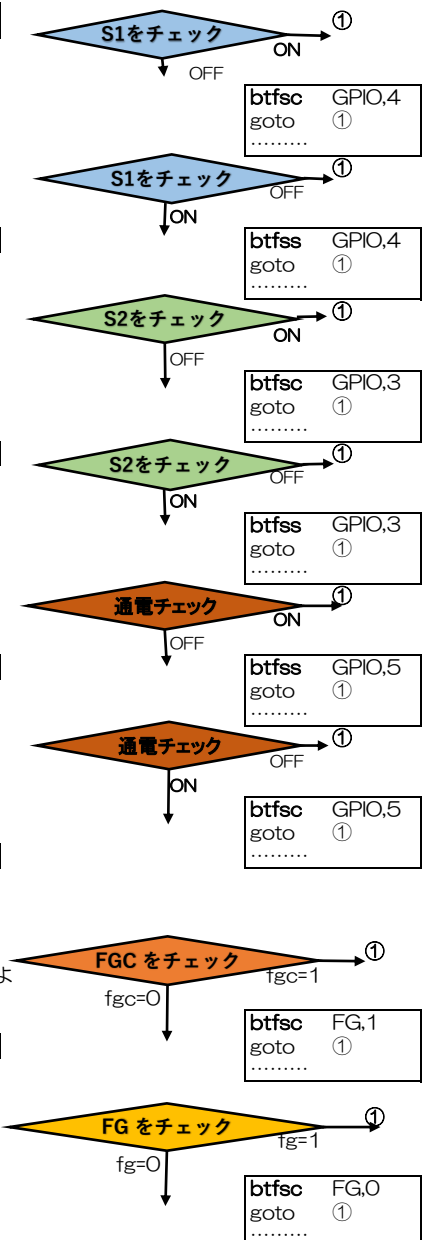 S1をチェック
①
ON
OFF
btfsc GPIO,4
goto ①
………
S1をチェック
①
OFF
ON
btfss GPIO,4
goto ①
………
S2をチェック
①
ON
OFF
btfsc GPIO,3
goto ①
………
S2をチェック
①
OFF
ON
btfss GPIO,3
goto ①
………
通電チェック
①
ON
OFF
btfss GPIO,5
goto ①
………
通電チェック
①
OFF
ON
btfsc GPIO,5
goto ①
………
よ
FGC をチェック
①
fgc=1
fgc=0
btfsc FG,1
goto ①
………
FG をチェック
①
fg=1
fg=0
btfsc FG,0
goto ①
………